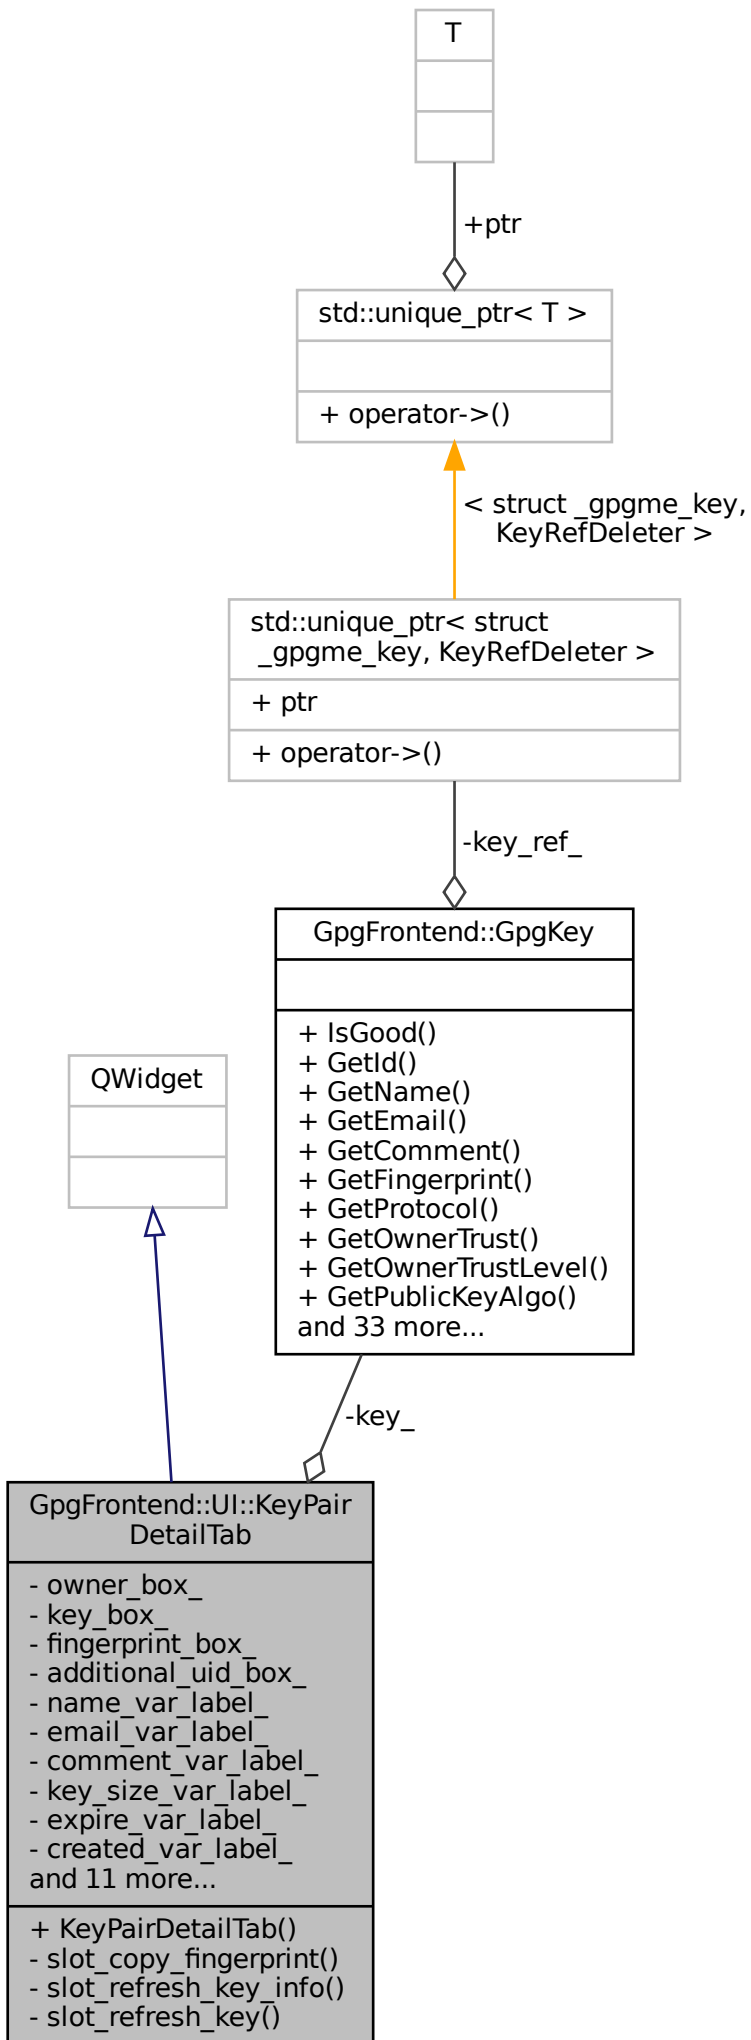 T
+ptr
std::unique_ptr< T >
+ operator->()
< struct _gpgme_key,
KeyRefDeleter >
std::unique_ptr< struct
_gpgme_key, KeyRefDeleter >
+ ptr
+ operator->()
-key_ref_
GpgFrontend::GpgKey
+ IsGood()
+ GetId()
+ GetName()
+ GetEmail()
+ GetComment()
+ GetFingerprint()
+ GetProtocol()
+ GetOwnerTrust()
+ GetOwnerTrustLevel()
+ GetPublicKeyAlgo()
and 33 more...
QWidget
-key_
GpgFrontend::UI::KeyPair
DetailTab
- owner_box_
- key_box_
- fingerprint_box_
- additional_uid_box_
- name_var_label_
- email_var_label_
- comment_var_label_
- key_size_var_label_
- expire_var_label_
- created_var_label_
and 11 more...
+ KeyPairDetailTab()
- slot_copy_fingerprint()
- slot_refresh_key_info()
- slot_refresh_key()